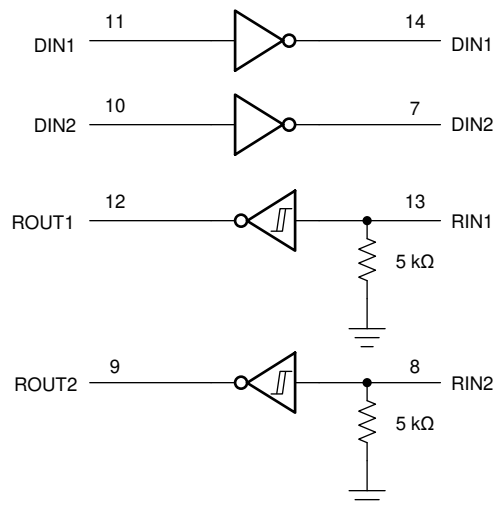 DIN1 11 14 DIN1
DIN2 10 7 DIN2
ROUT1 12 13 RIN1
5 kΩ
ROUT2 9 8 RIN2
5 kΩ